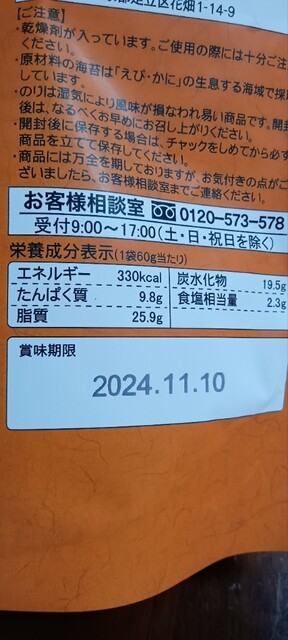 足立区花畑1-14-9
【ご注意】
・乾燥剤が入っています。ご使用の際には十分ご注
ください。
・原材料の海苔は「えび・かに」の生息する海域で採
しています。
・のりは湿気により風味が損なわれ易い商品です。開封
後は、なるべくお早めにお召し上がりください。
・開封後に保存する場合は、チャックをしめてから必ず
商品を立てて保存してください。
・商品には万全を期しておりますが、お気付きの点がご
ざいましたら、お客様相談室までご連絡ください。
お客様相談室 0120-573-578
受付9:00～17:00(土・日・祝日を除く)
栄養成分表示(1袋60g当たり)
エネルギー 330kcal 炭水化物 19.5g
たんぱく質 9.8g 食塩相当量 2.3g
脂質 25.9g
賞味期限
2024.11.10